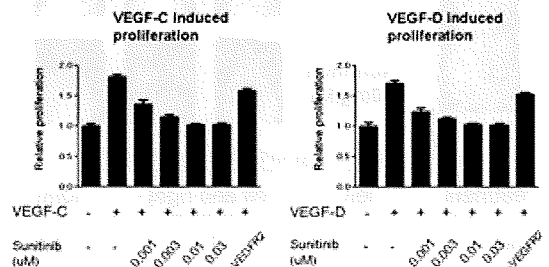 VEGF-C Induced
proliferation
Relative proliferation
2.0
1.5
1.0
0.5
0.0
VEGF-C - + + + + + +
Sunitinib
(uM) - - 0.001 0.003 0.01 0.03 VEGFR2
VEGF-D Induced
proliferation
Relative proliferation
2.0
1.5
1.0
0.5
0.0
VEGF-D - + + + + + +
Sunitinib
(uM) - - 0.001 0.003 0.01 0.03 VEGFR2